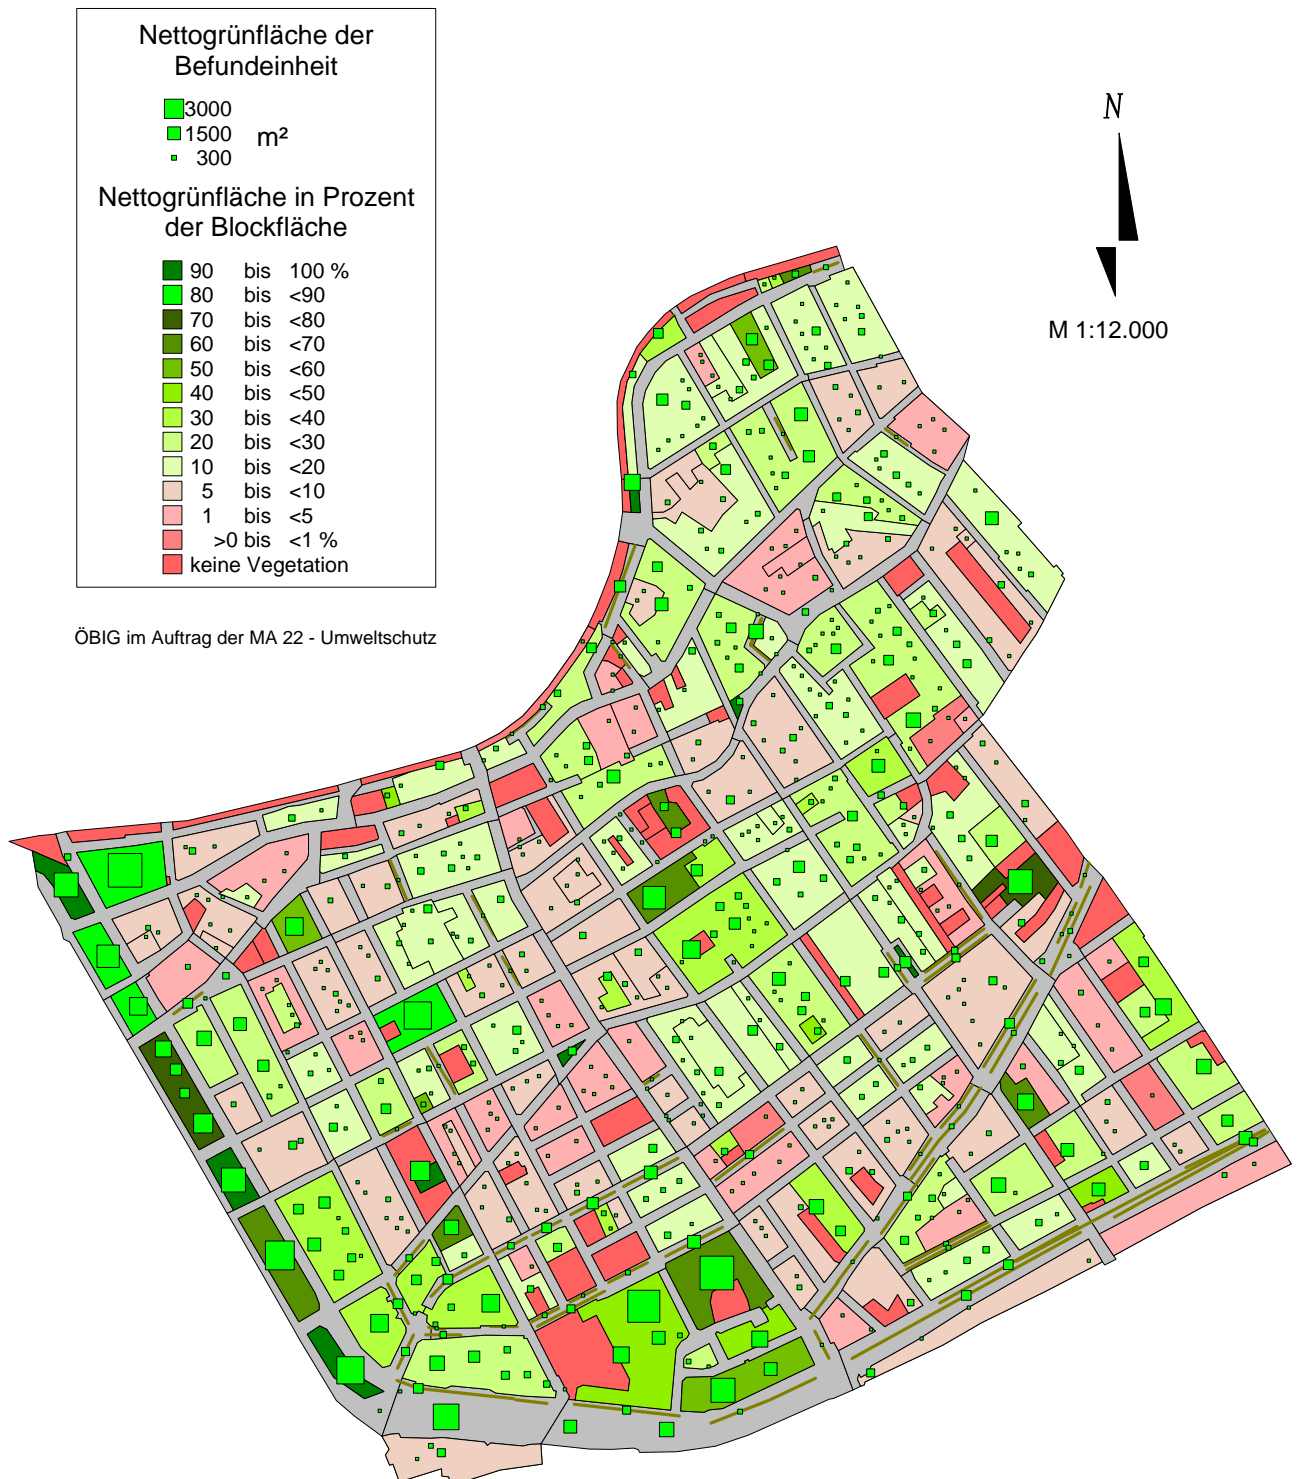 Nettogrünfläche der
Befundeinheit
3000
1500 m²
300
Nettogrünfläche in Prozent
der Blockfläche
90 bis 100 %
80 bis <90
70 bis <80
60 bis <70
50 bis <60
40 bis <50
30 bis <40
20 bis <30
10 bis <20
5 bis <10
1 bis <5
>0 bis <1 %
keine Vegetation
ÖBIG im Auftrag der MA 22 - Umweltschutz
N
M 1:12.000